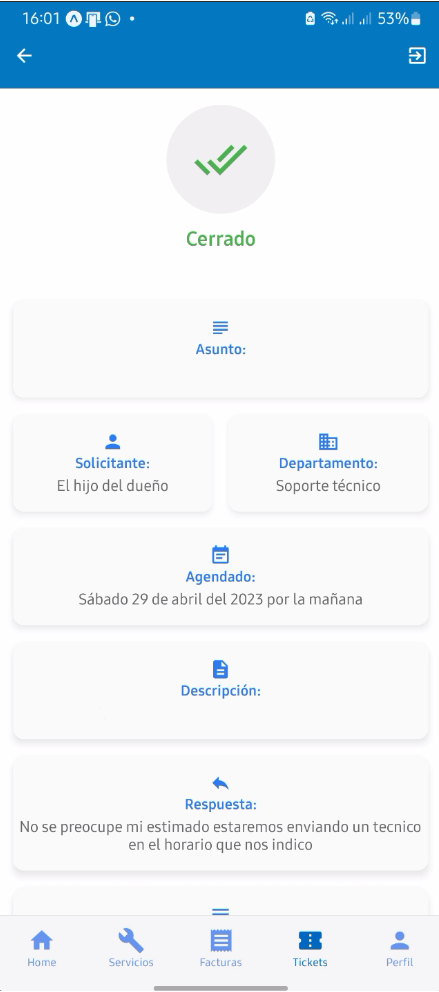 16:01
53%
Cerrado
Asunto:
Solicitante:
El hijo del dueño
Departamento:
Soporte técnico
Agendado:
Sábado 29 de abril del 2023 por la mañana
Descripción:
Respuesta:
No se preocupe mi estimado estaremos enviando un tecnico
en el horario que nos indico
Home
Servicios
Facturas
Tickets
Perfil